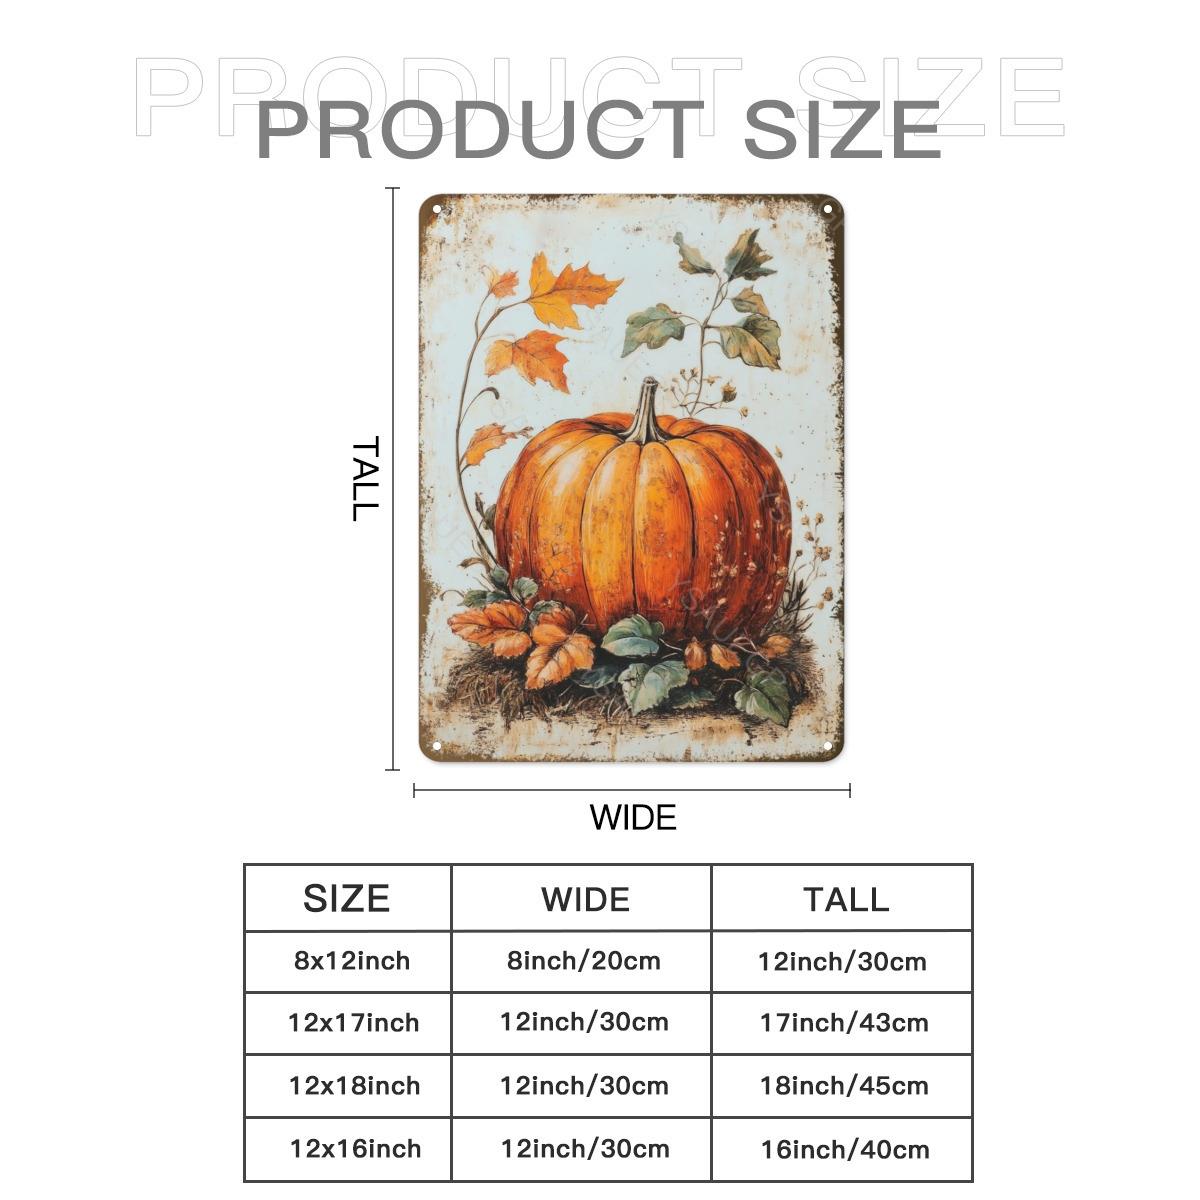 PRODUCT SIZE
PRODUCT SIZE
TALL
WIDE
SIZE WIDE TALL
8x12inch 8inch/20cm 12inch/30cm
12x17inch 12inch/30cm 17inch/43cm
12x18inch 12inch/30cm 18inch/45cm
12x16inch 12inch/30cm 16inch/40cm